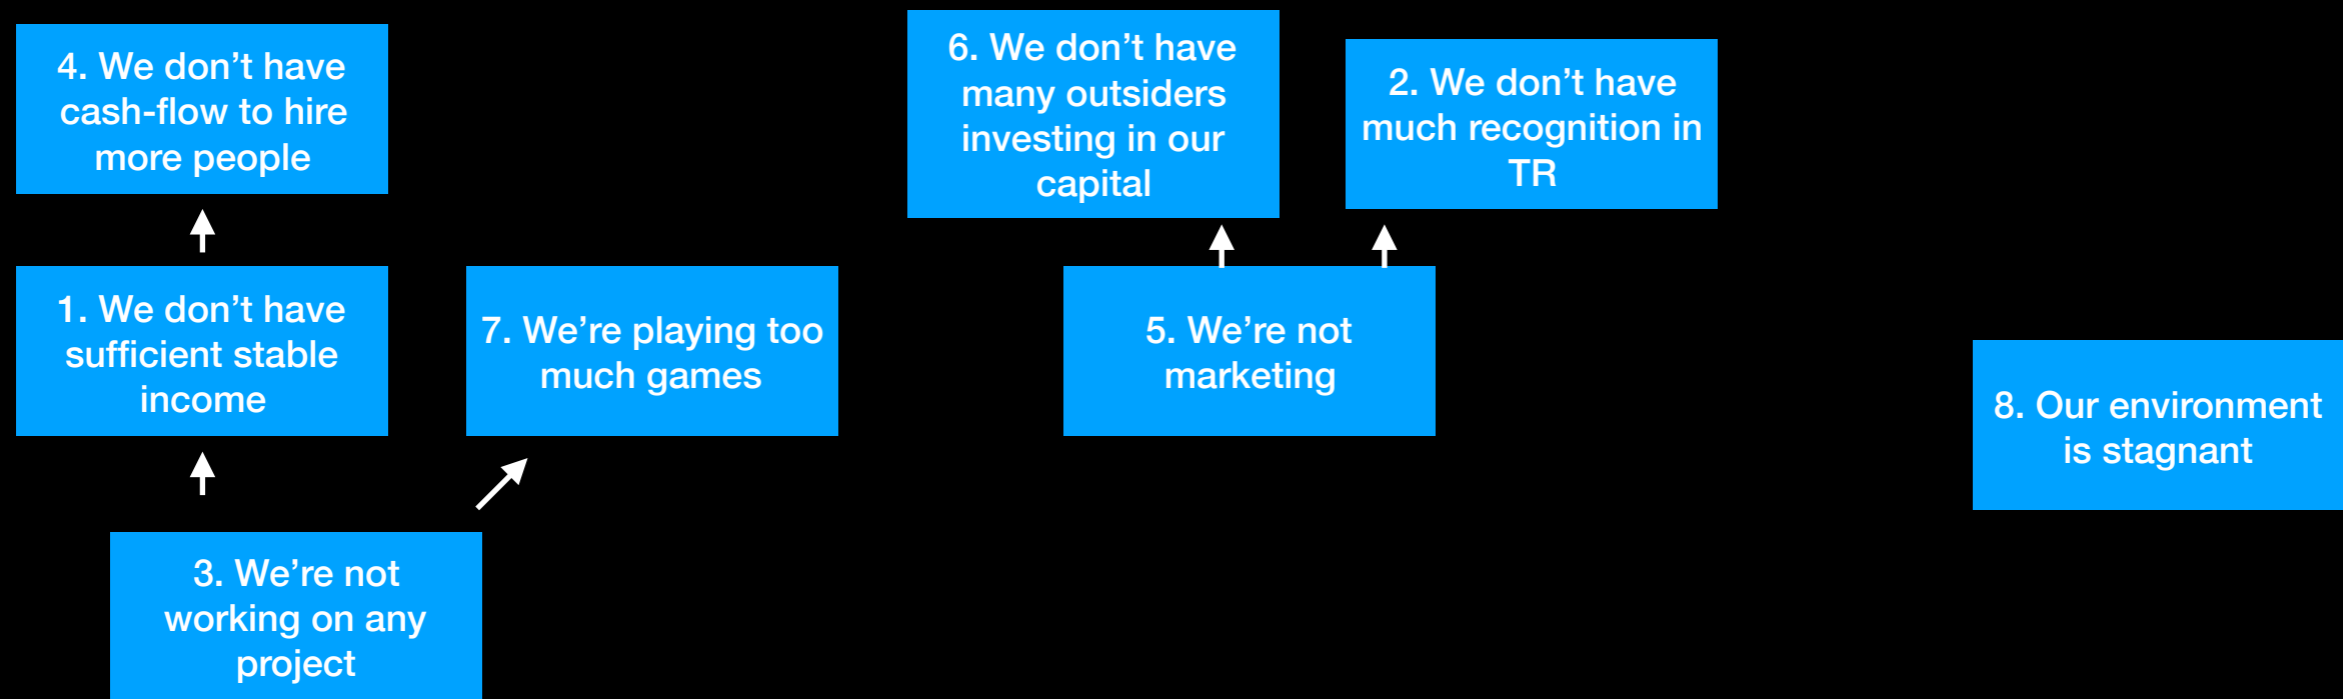 4. We don’t have
cash-flow to hire
more people
6. We don’t have
many outsiders
investing in our
capital
2. We don’t have
much recognition in
TR
1. We don’t have
sufficient stable
income
7. We’re playing too
much games
5. We’re not
marketing
8. Our environment
is stagnant
3. We’re not
working on any
project